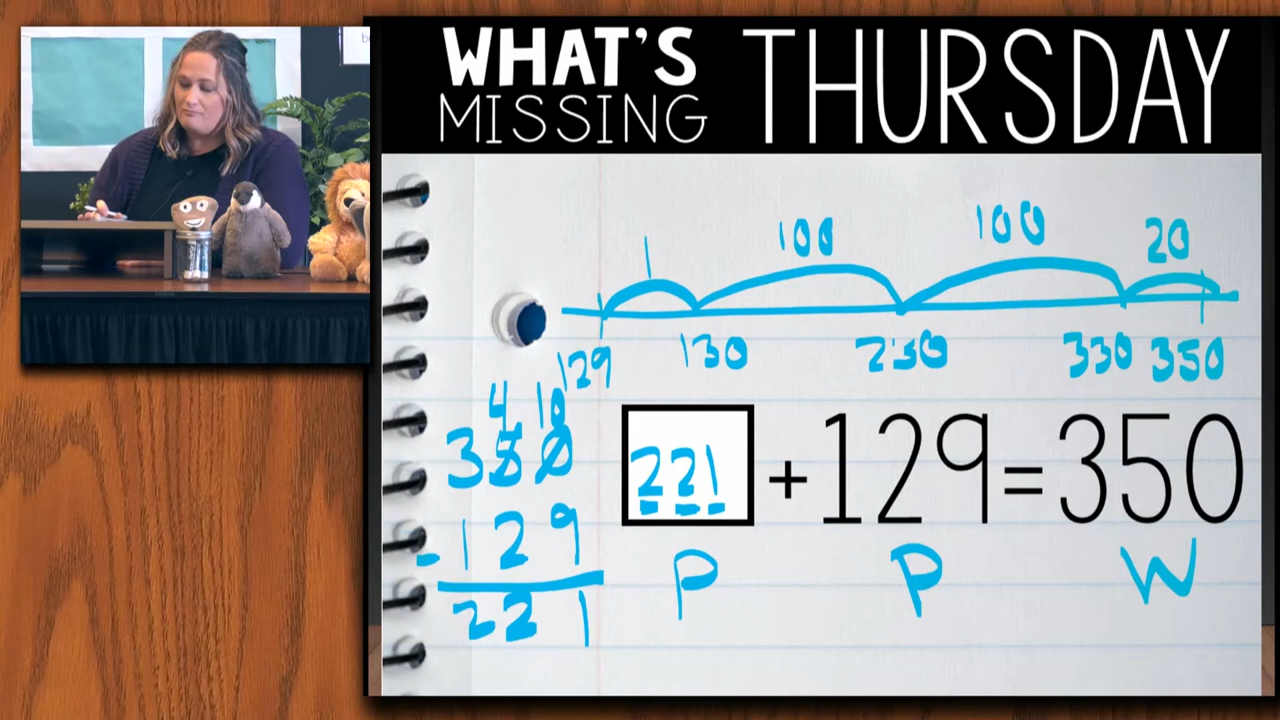 WHAT'S
MISSING
THURSDAY
1 100 100 20
129 130 230 330 350
4 10
350
- 129
221
221 + 129 = 350
P P W